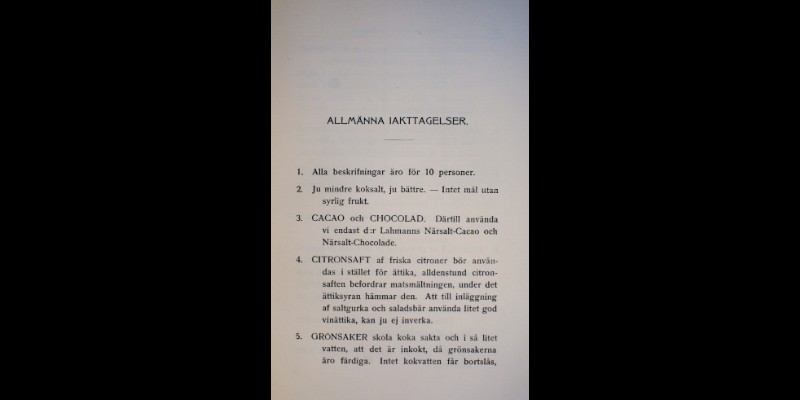 ALLMÄNNA IAKTTAGELSER.
1. Alla beskrifningar äro för 10 personer.
2. Ju mindre koksalt, ju bättre. — Intet mål utan
syrlig frukt.
3. CACAO och CHOCOLAD. Därtill använda
vi endast d:r Lahmanns Närsalt-Cacao och
Närsalt-Chocolade.
4. CITRONSAFT af friska citroner bör använ-
das i stället för ättika, alldenstund citron-
saften befordrar matsmältningen, under det
ättiksyran hämmar den. Att till inläggning
af saltgurka och saladsbär använda litet god
vinättika, kan ju ej inverka.
5. GRÖNSAKER skola koka sakta och i så litet
vatten, att det är inkokt, då grönsakerna
äro färdiga. Intet kokvatten får bortslås,